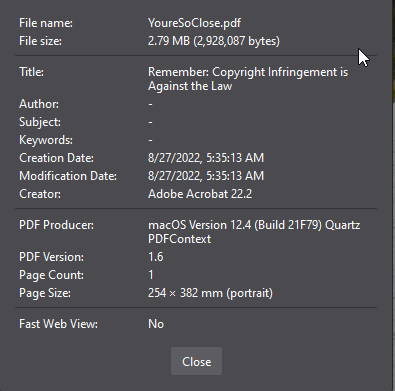 File name: YoureSoClose.pdf
File size: 2.79 MB (2,928,087 bytes)
Title: Remember: Copyright Infringement is
Against the Law
Author: -
Subject: -
Keywords: -
Creation Date: 8/27/2022, 5:35:13 AM
Modification Date: 8/27/2022, 5:35:13 AM
Creator: Adobe Acrobat 22.2
PDF Producer: macOS Version 12.4 (Build 21F79) Quartz
PDFContext
PDF Version: 1.6
Page Count: 1
Page Size: 254 × 382 mm (portrait)
Fast Web View: No
Close